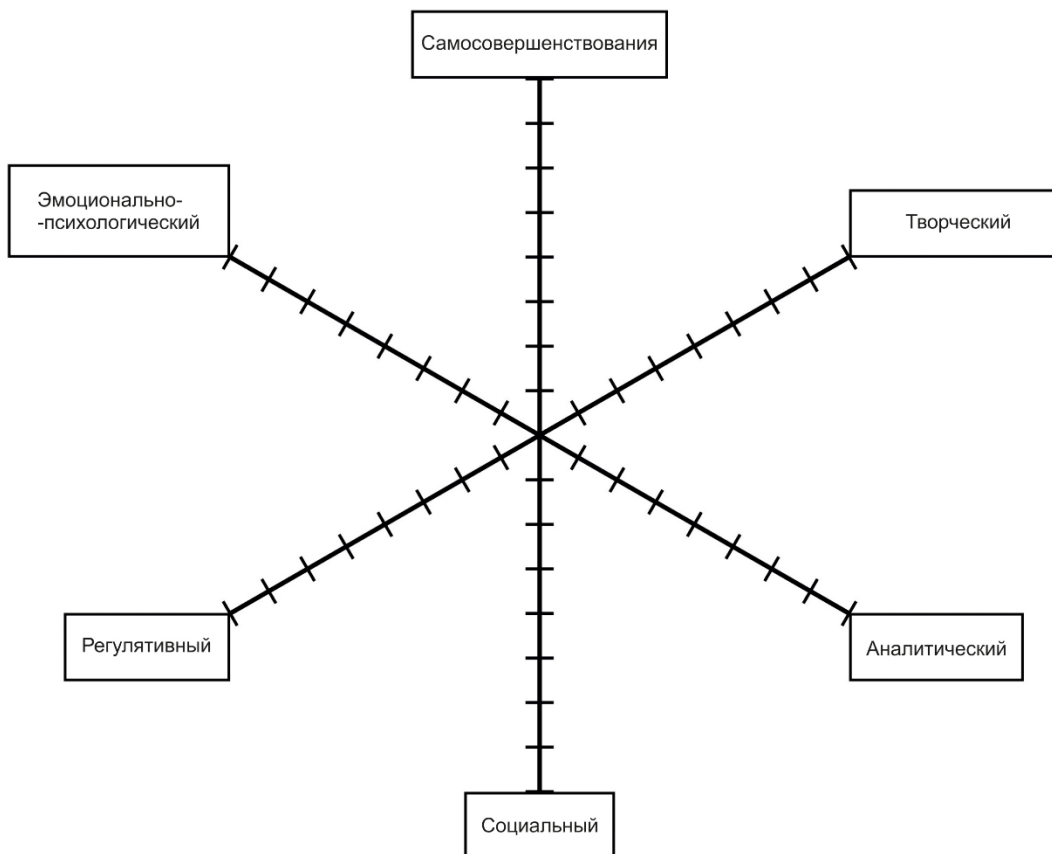 Самосовершенствования
Эмоционально-
-психологический
Творческий
Регулятивный
Аналитический
Социальный